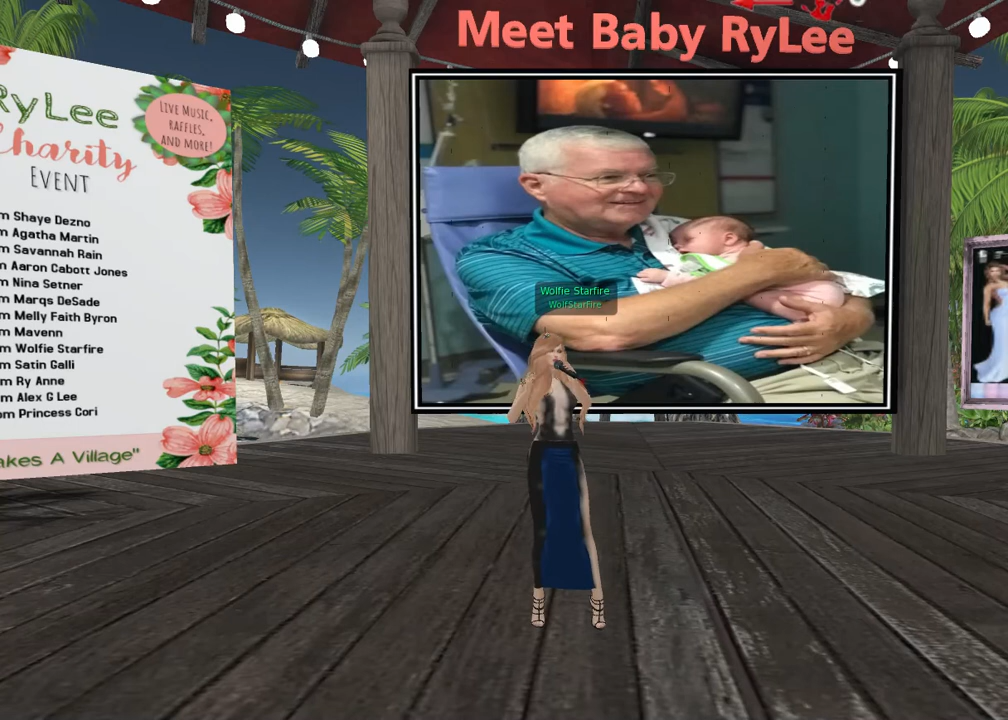 Meet Baby RyLee
RyLee
Charity
EVENT
LIVE MUSIC,
RAFFLES,
AND MORE!
m Shaye Dezno
m Agatha Martin
m Savannah Rain
m Aaron Cabott Jones
m Nina Setner
m Marqs DeSade
m Melly Faith Byron
m Mavenn
m Wolfie Starfire
m Satin Galli
m Ry Anne
m Alex G Lee
om Princess Cori
akes A Village"
Wolfie Starfire
WolfStarfire